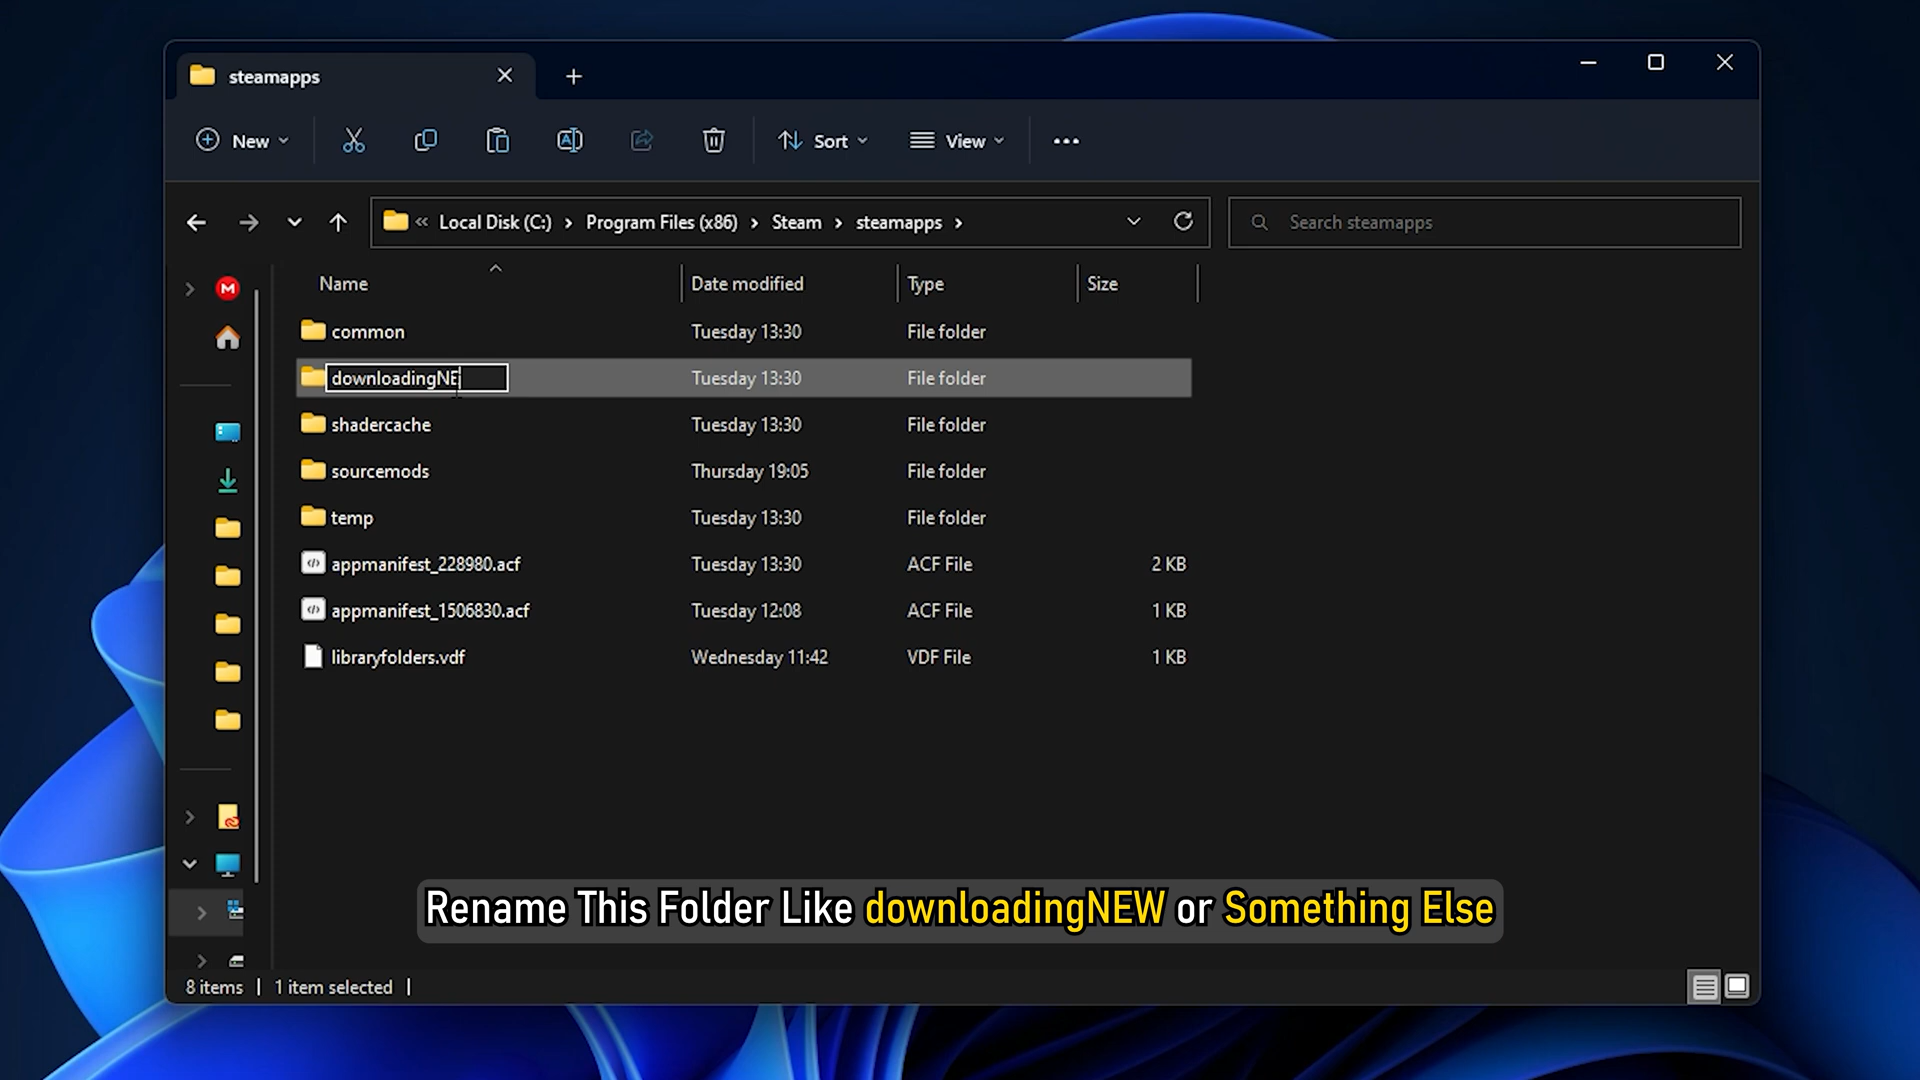 steamapps
New
Sort
View
« Local Disk (C:) › Program Files (x86) › Steam › steamapps ›
Search steamapps
Name Date modified Type Size
common Tuesday 13:30 File folder
downloadingNE Tuesday 13:30 File folder
shadercache Tuesday 13:30 File folder
sourcemods Thursday 19:05 File folder
temp Tuesday 13:30 File folder
appmanifest_228980.acf Tuesday 13:30 ACF File 2 KB
appmanifest_1506830.acf Tuesday 12:08 ACF File 1 KB
libraryfolders.vdf Wednesday 11:42 VDF File 1 KB
Rename This Folder Like downloadingNEW or Something Else
8 items | 1 item selected |